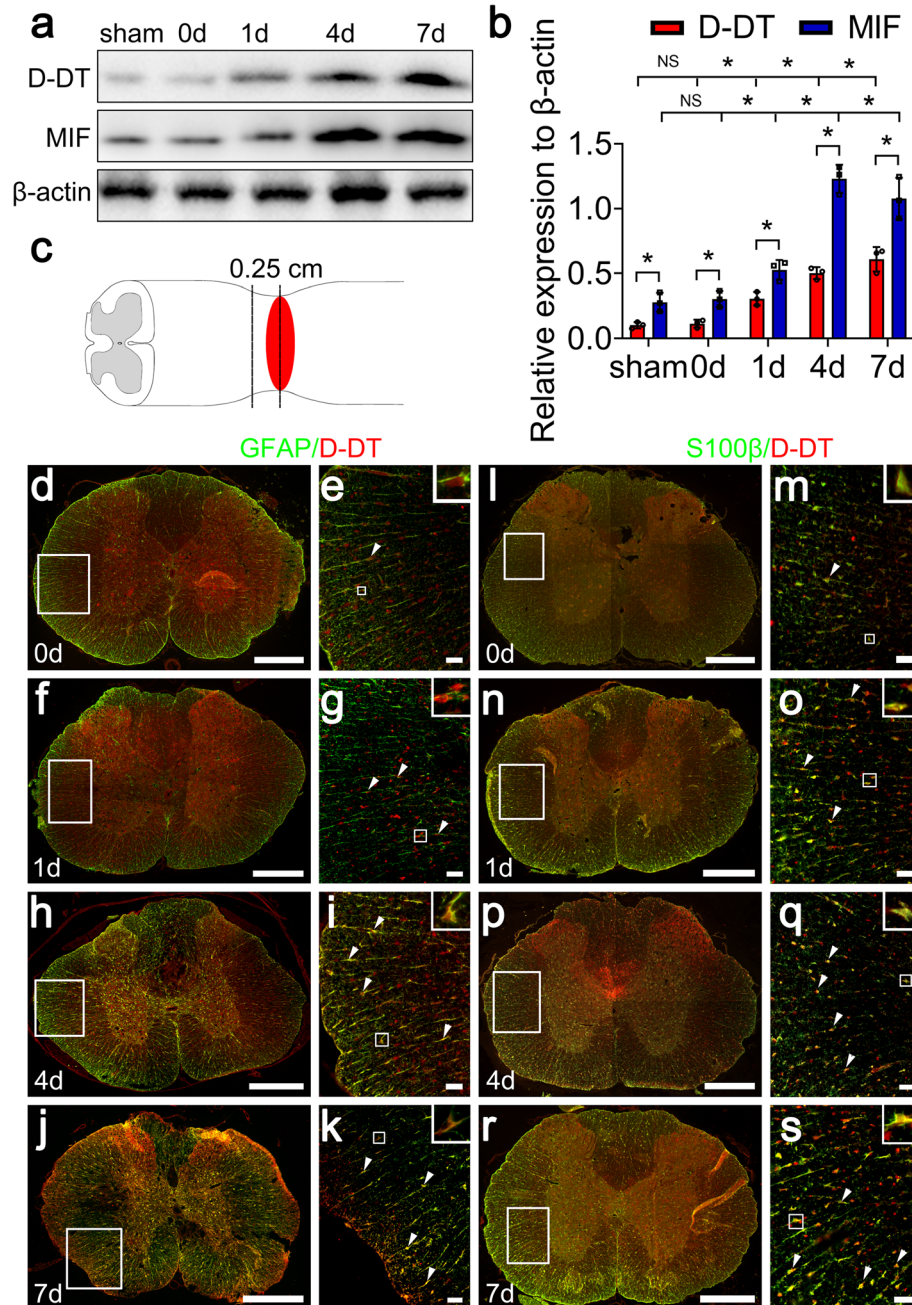 a
sham 0d 1d 4d 7d
D-DT
MIF
β-actin
b
D-DT MIF
NS * * *
NS * * *
Relative expression to β-actin
1.5
1.0
0.5
0.0
* * * * *
sham 0d 1d 4d 7d
c
0.25 cm
GFAP/D-DT
S100β/D-DT
d
0d
e
l
0d
m
f
1d
g
n
1d
o
h
4d
i
p
4d
q
j
7d
k
r
7d
s